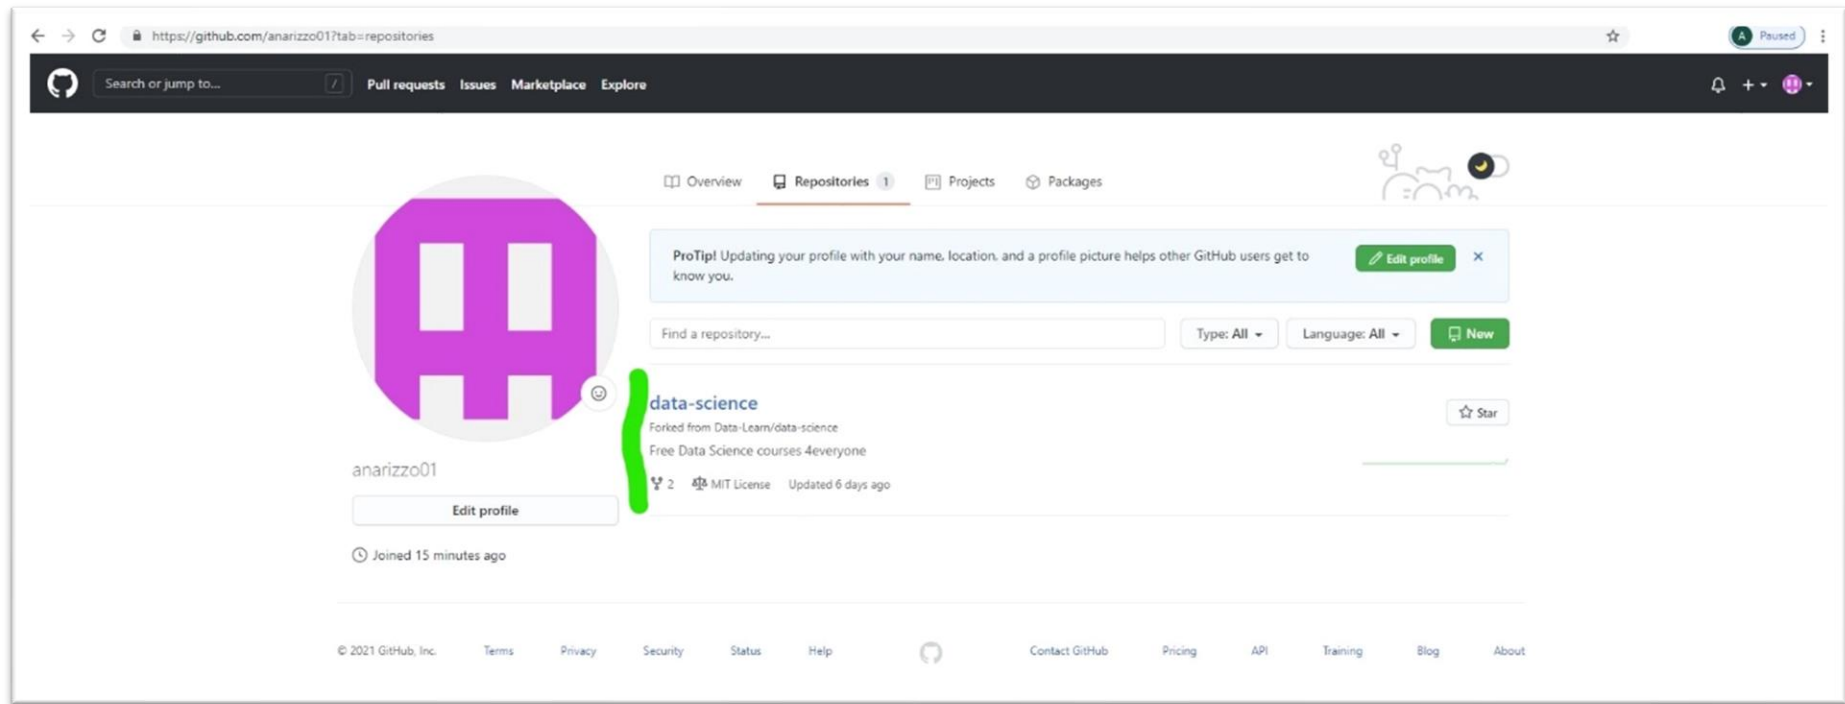 https://github.com/anarizzo01?tab=repositories
A Paused
Search or jump to... /
Pull requests Issues Marketplace Explore
Overview Repositories 1 Projects Packages
ProTip! Updating your profile with your name, location, and a profile picture helps other GitHub users get to
know you.
Edit profile
Find a repository...
Type: All
Language: All
New
data-science
Star
Forked from Data-Learn/data-science
Free Data Science courses 4everyone
2 MIT License Updated 6 days ago
anarizzo01
Edit profile
Joined 15 minutes ago
© 2021 GitHub, Inc. Terms Privacy Security Status Help Contact GitHub Pricing API Training Blog About